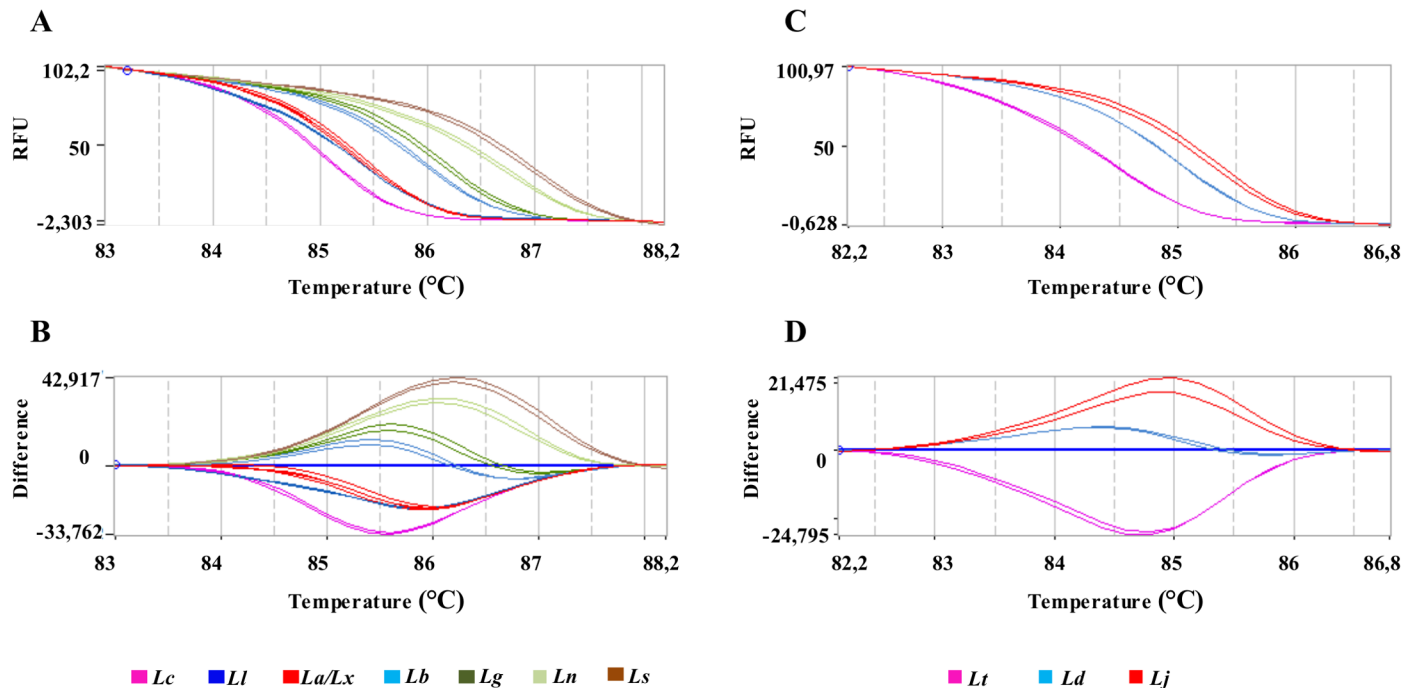 A
C
102,2
50
-2,303
RFU
83 84 85 86 87 88,2
Temperature (°C)
100,97
50
-0,628
RFU
82,2 83 84 85 86 86,8
Temperature (°C)
B
D
42,917
0
-33,762
Difference
83 84 85 86 87 88,2
Temperature (°C)
21,475
0
-24,795
Difference
82,2 83 84 85 86 86,8
Temperature (°C)
Lc Ll La/Lx Lb Lg Ln Ls
Lt Ld Lj